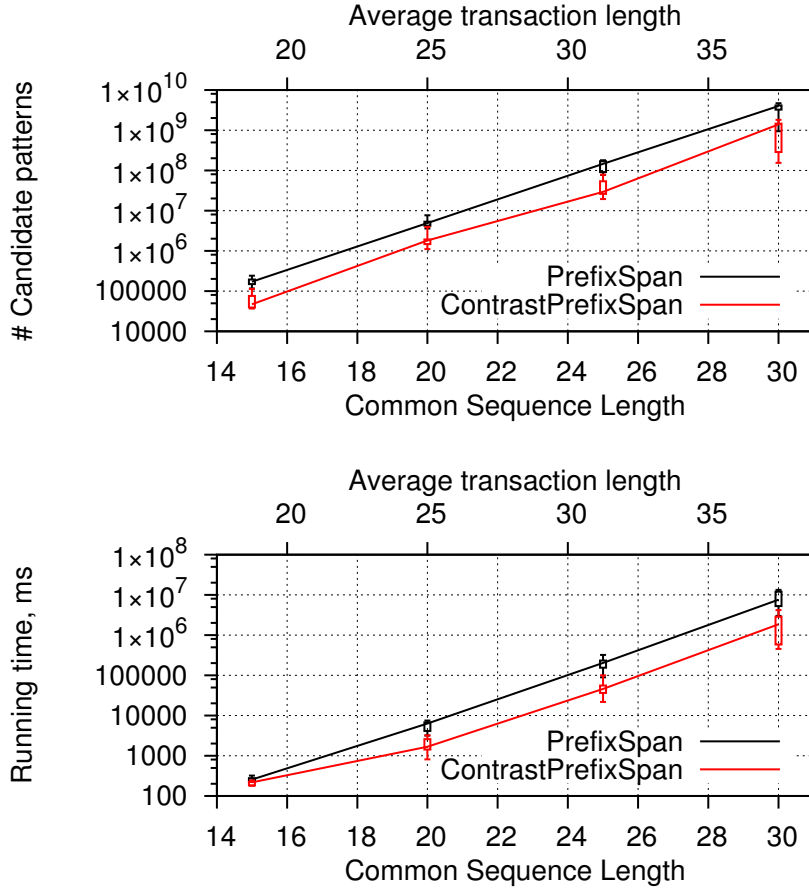 Average transaction length
20 25 30 35
# Candidate patterns
1×10^10
1×10^9
1×10^8
1×10^7
1×10^6
100000
10000
PrefixSpan
ContrastPrefixSpan
14 16 18 20 22 24 26 28 30
Common Sequence Length
Average transaction length
20 25 30 35
Running time, ms
1×10^8
1×10^7
1×10^6
100000
10000
1000
100
PrefixSpan
ContrastPrefixSpan
14 16 18 20 22 24 26 28 30
Common Sequence Length